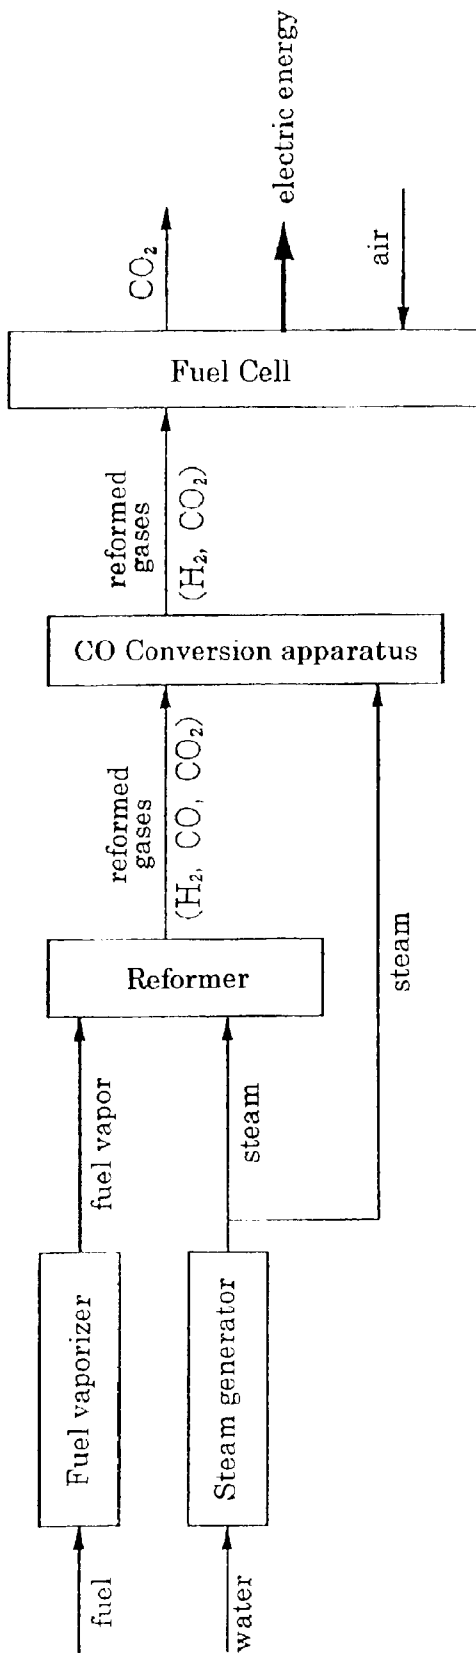 fuel
Fuel vaporizer
fuel vapor
water
Steam generator
steam
steam
Reformer
reformed
gases
(H₂, CO, CO₂)
CO Conversion apparatus
reformed
gases
(H₂, CO₂)
Fuel Cell
CO₂
electric energy
air